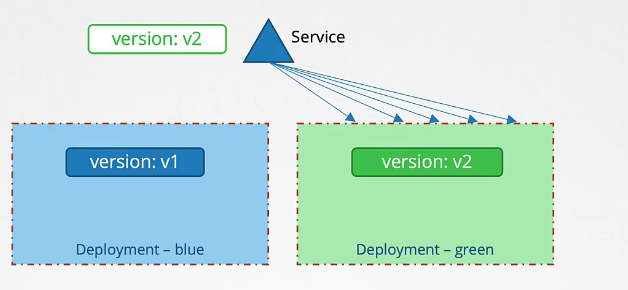 version: v2
Service
version: v1
version: v2
Deployment – blue
Deployment – green